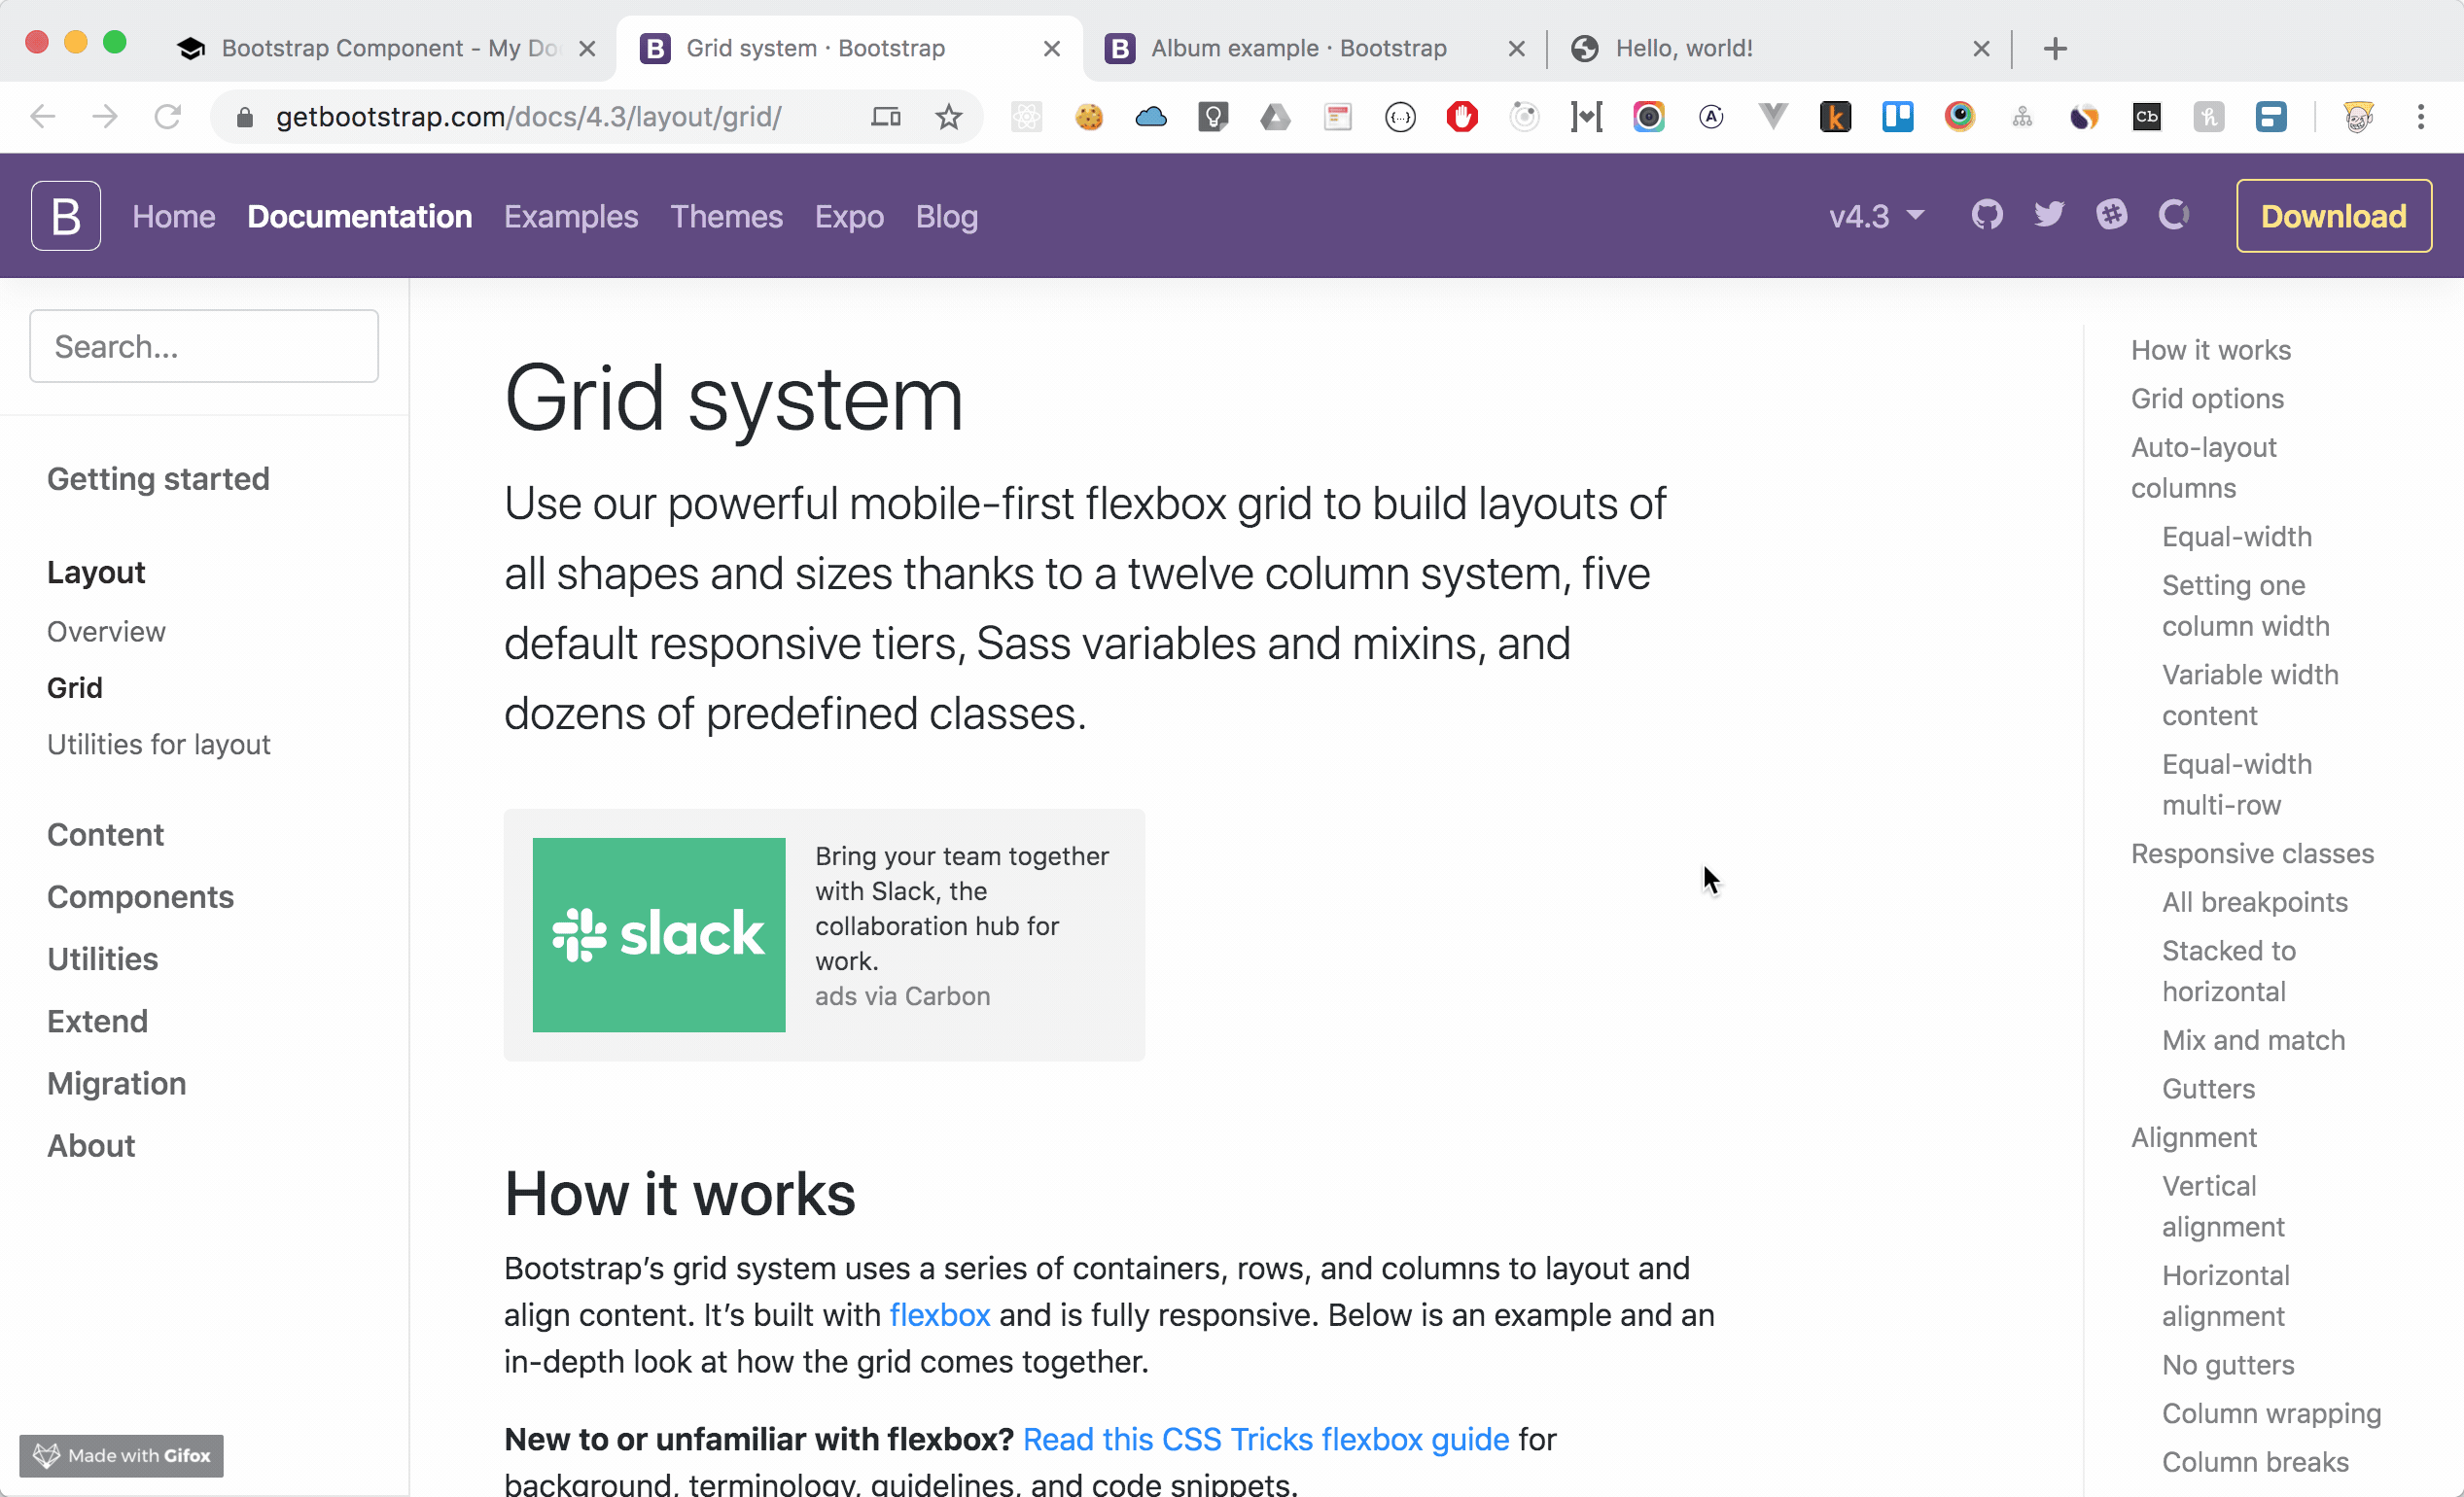 Bootstrap Component - My Do
Grid system · Bootstrap
Album example · Bootstrap
Hello, world!
getbootstrap.com/docs/4.3/layout/grid/
B Home Documentation Examples Themes Expo Blog v4.3 Download
Search...
Getting started
Layout
Overview
Grid
Utilities for layout
Content
Components
Utilities
Extend
Migration
About
Grid system
Use our powerful mobile-first flexbox grid to build layouts of
all shapes and sizes thanks to a twelve column system, five
default responsive tiers, Sass variables and mixins, and
dozens of predefined classes.
slack
Bring your team together
with Slack, the
collaboration hub for
work.
ads via Carbon
How it works
Bootstrap’s grid system uses a series of containers, rows, and columns to layout and
align content. It’s built with flexbox and is fully responsive. Below is an example and an
in-depth look at how the grid comes together.
New to or unfamiliar with flexbox? Read this CSS Tricks flexbox guide for
background, terminology, guidelines, and code snippets.
How it works
Grid options
Auto-layout
columns
Equal-width
Setting one
column width
Variable width
content
Equal-width
multi-row
Responsive classes
All breakpoints
Stacked to
horizontal
Mix and match
Gutters
Alignment
Vertical
alignment
Horizontal
alignment
No gutters
Column wrapping
Column breaks
Made with Gifox